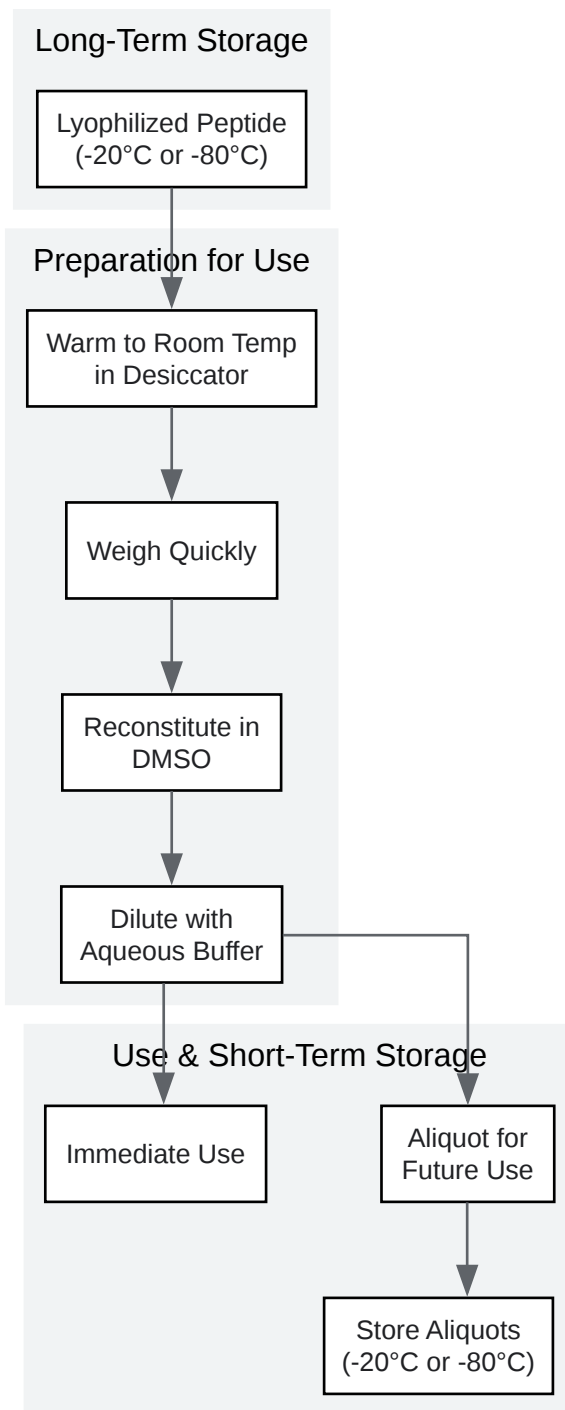 Long-Term Storage
Lyophilized Peptide
(-20°C or -80°C)
Preparation for Use
Warm to Room Temp
in Desiccator
Weigh Quickly
Reconstitute in
DMSO
Dilute with
Aqueous Buffer
Use & Short-Term Storage
Immediate Use
Aliquot for
Future Use
Store Aliquots
(-20°C or -80°C)